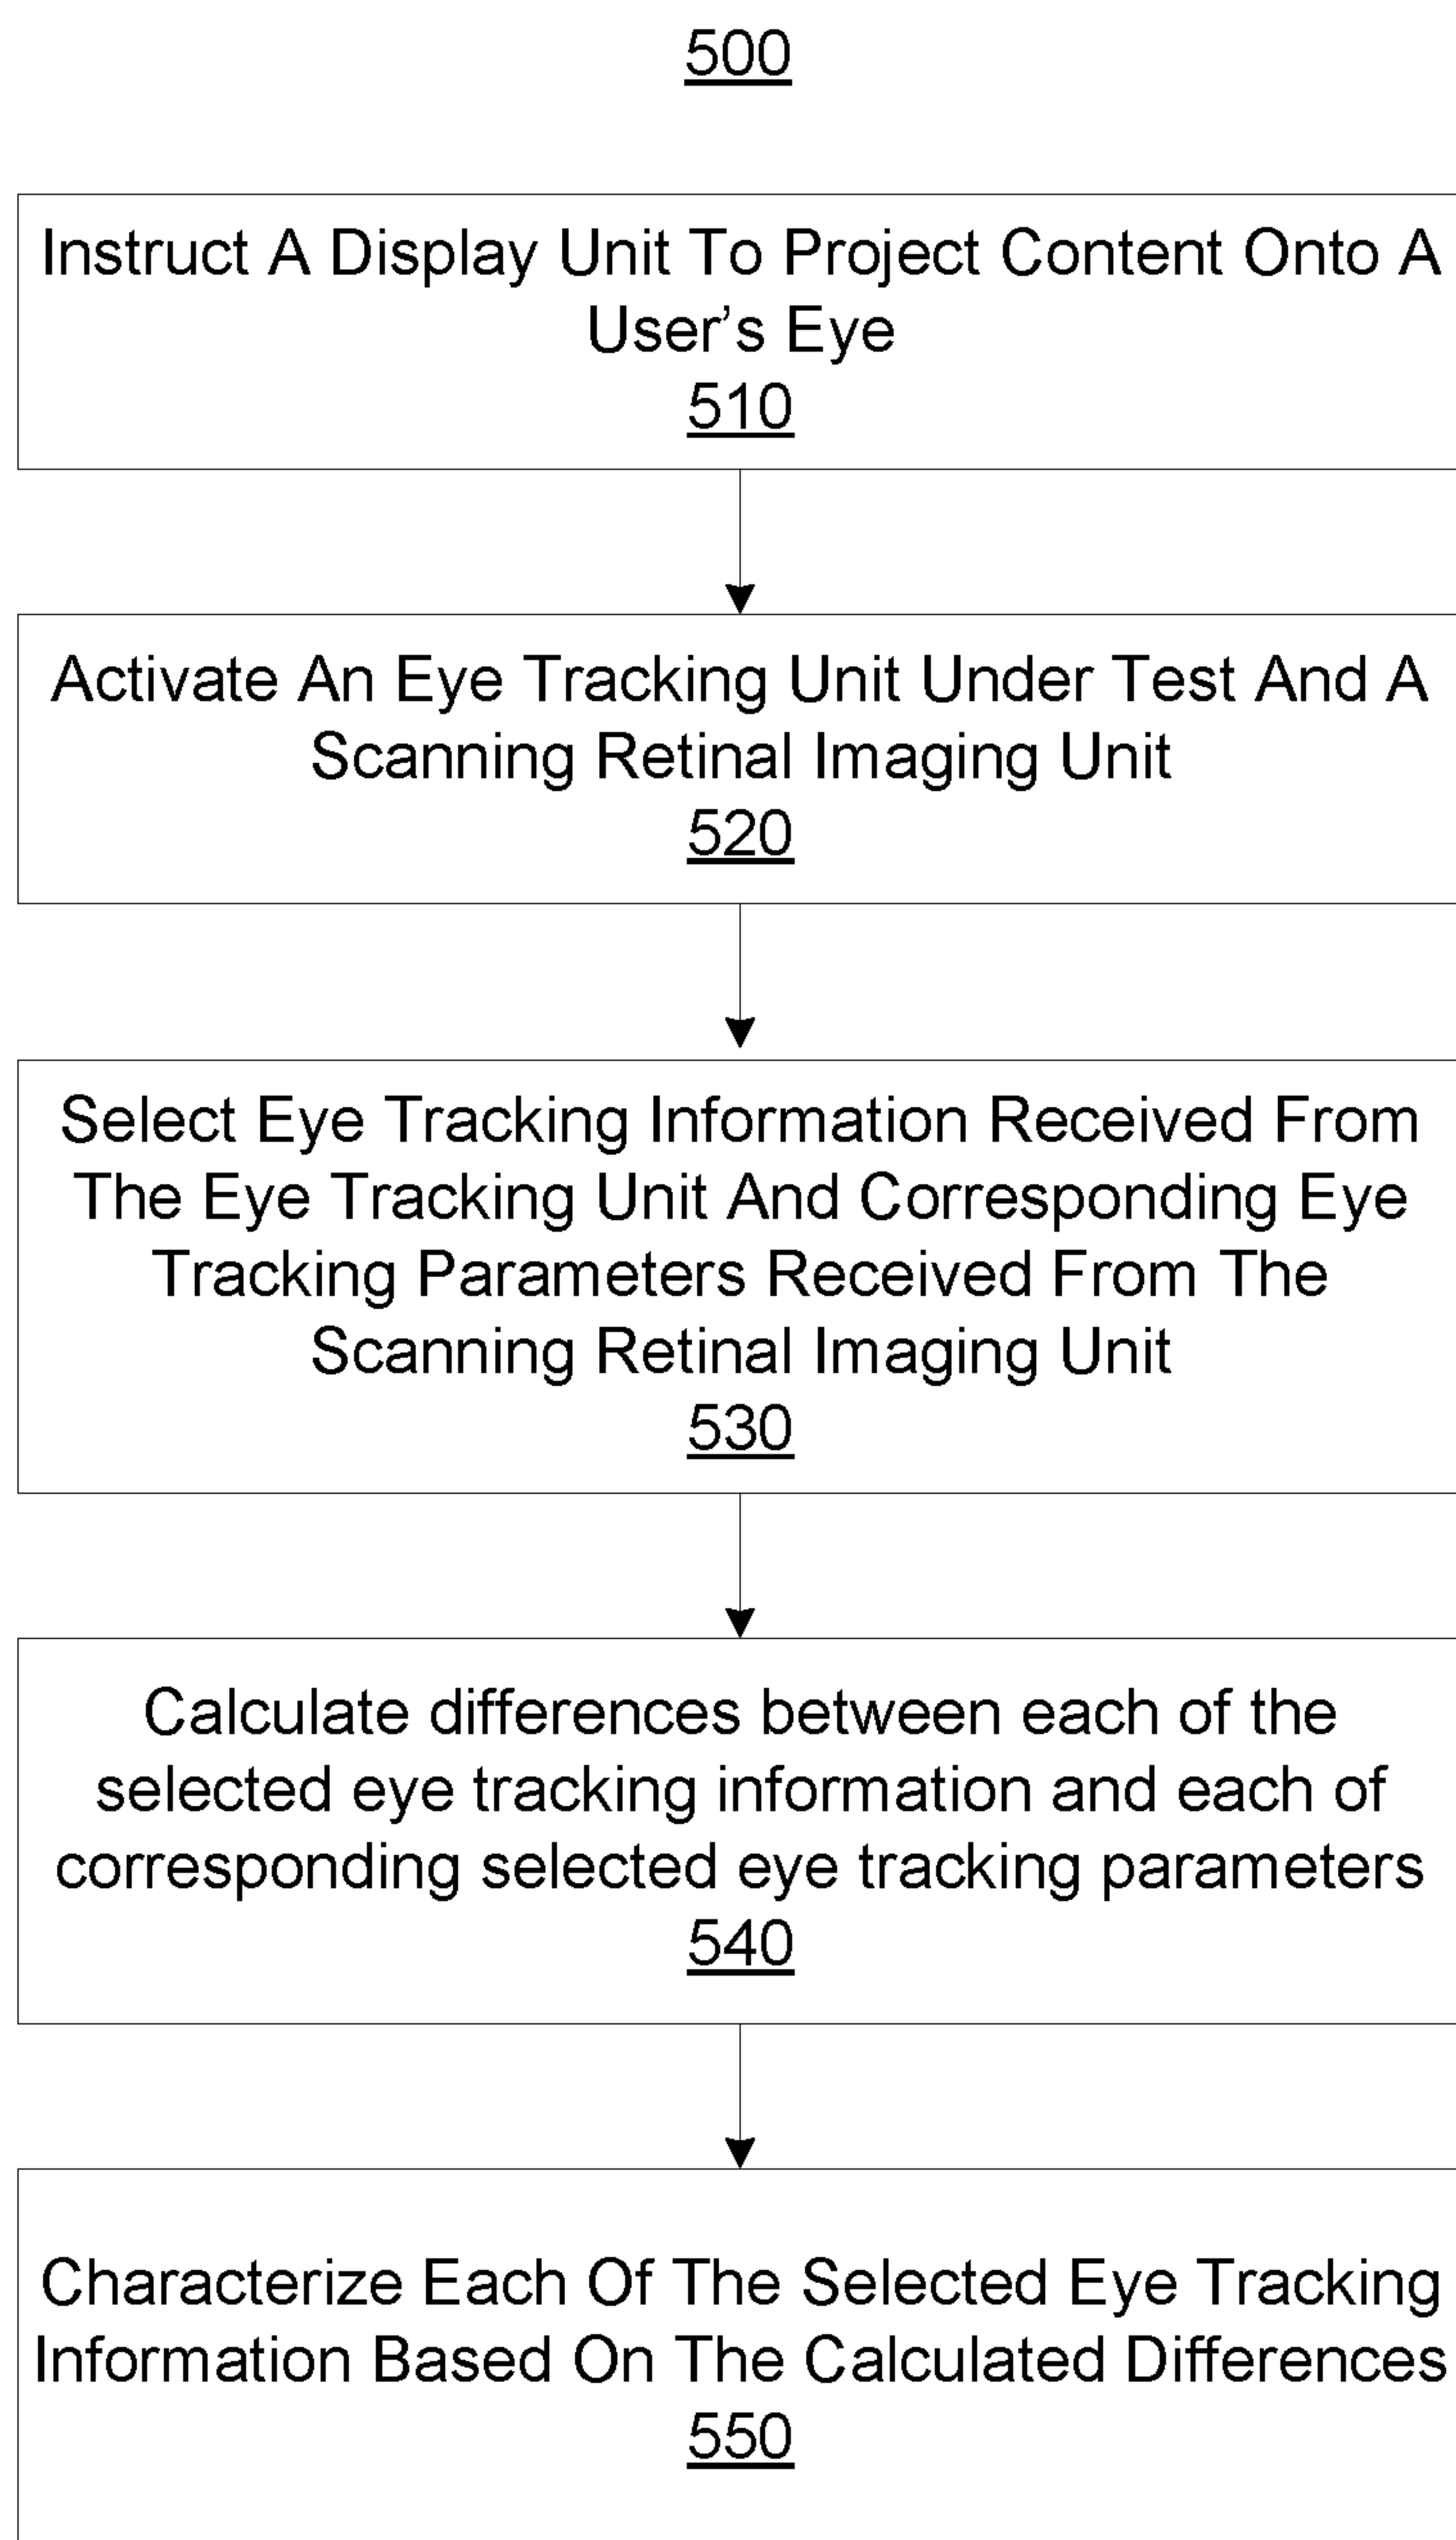 500
Instruct A Display Unit To Project Content Onto A
User's Eye
510
Activate An Eye Tracking Unit Under Test And A
Scanning Retinal Imaging Unit
520
Select Eye Tracking Information Received From
The Eye Tracking Unit And Corresponding Eye
Tracking Parameters Received From The
Scanning Retinal Imaging Unit
530
Calculate differences between each of the
selected eye tracking information and each of
corresponding selected eye tracking parameters
540
Characterize Each Of The Selected Eye Tracking
Information Based On The Calculated Differences
550